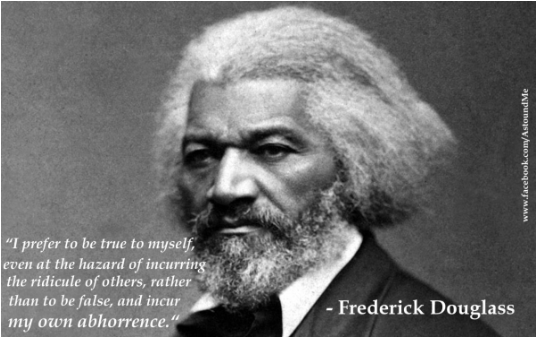 “I prefer to be true to myself,
even at the hazard of incurring
the ridicule of others, rather
than to be false, and incur
my own abhorrence.“
- Frederick Douglass
www.facebook.com/AstoundMe